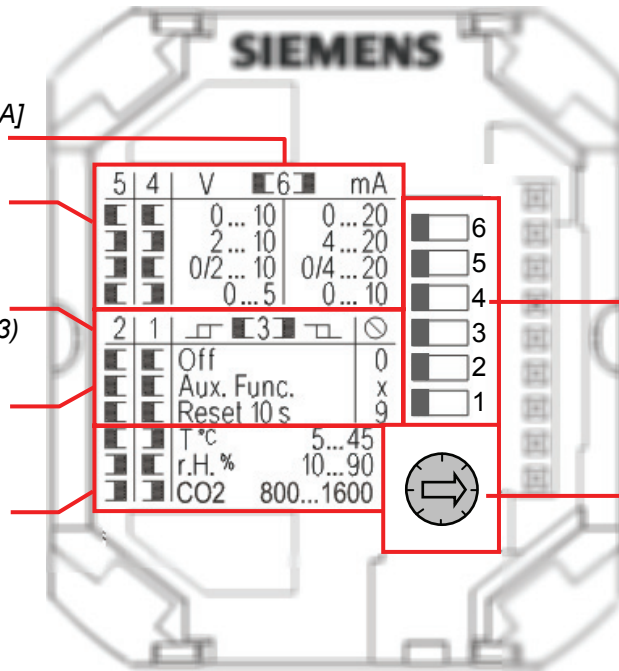 SIEMENS
A]
5 4 V 6 mA
0... 10 0...20
2... 10 4...20
0/2... 10 0/4...20
0...5 0... 10
3)
2 1 3
Off 0
Aux. Func. x
Reset 10 s 9
T °C 5...45
r.H. % 10...90
CO2 800...1600
6
5
4
3
2
1